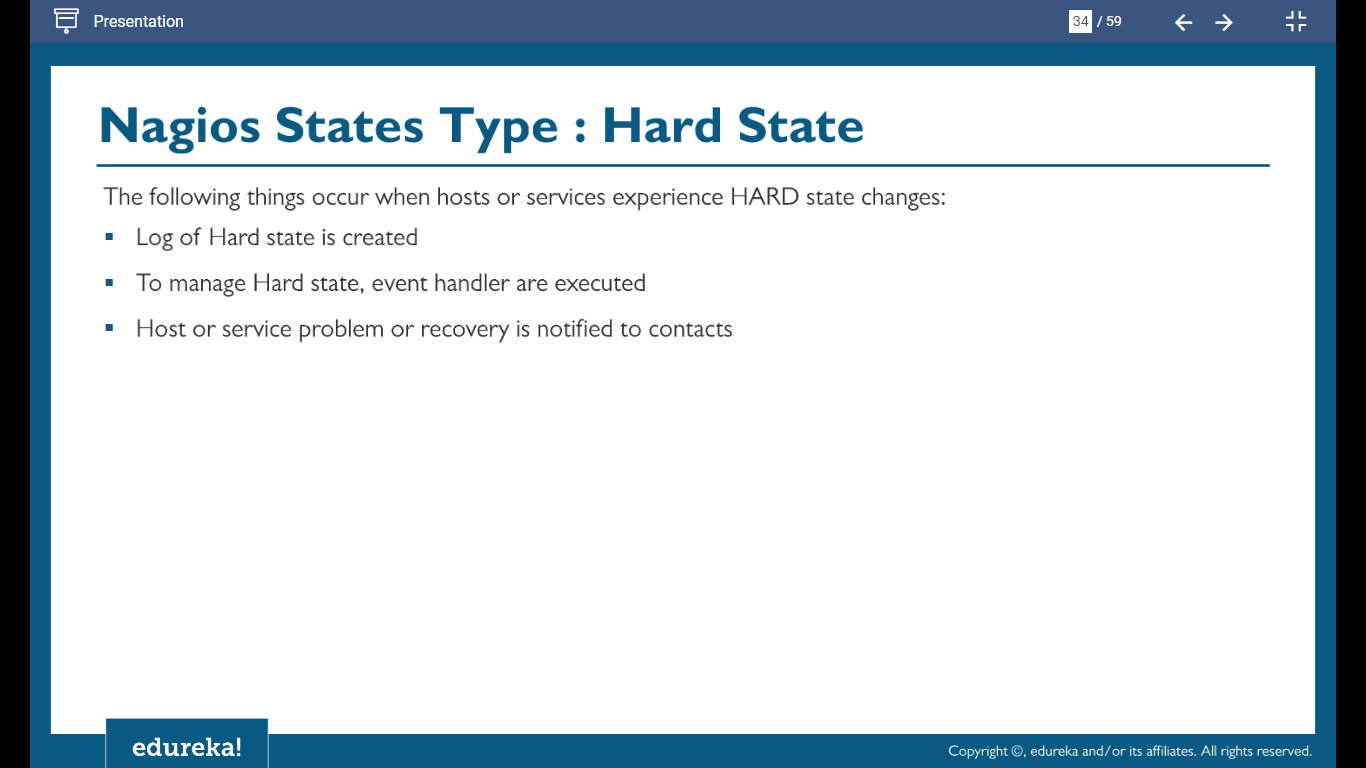 Presentation
34 / 59
Nagios States Type : Hard State
The following things occur when hosts or services experience HARD state changes:
▪ Log of Hard state is created
▪ To manage Hard state, event handler are executed
▪ Host or service problem or recovery is notified to contacts
edureka!
Copyright ©, edureka and/or its affiliates. All rights reserved.